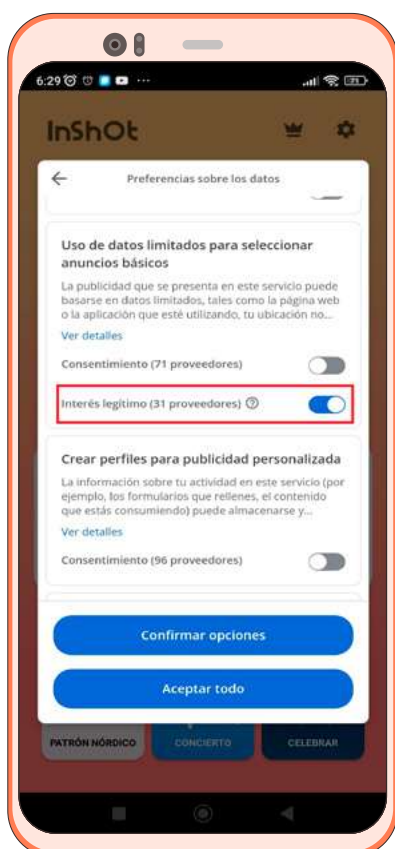 6:29
InShOt
Preferencias sobre los datos
Uso de datos limitados para seleccionar
anuncios básicos
La publicidad que se presenta en este servicio puede
basarse en datos limitados, tales como la página web
o la aplicación que esté utilizando, tu ubicación no...
Ver detalles
Consentimiento (71 proveedores)
Interés legítimo (31 proveedores) ?
Crear perfiles para publicidad personalizada
La información sobre tu actividad en este servicio (por
ejemplo, los formularios que rellenes, el contenido
que estás consumiendo) puede almacenarse y...
Ver detalles
Consentimiento (96 proveedores)
Confirmar opciones
Aceptar todo
PATRÓN NÓRDICO CONCIERTO CELEBRAR